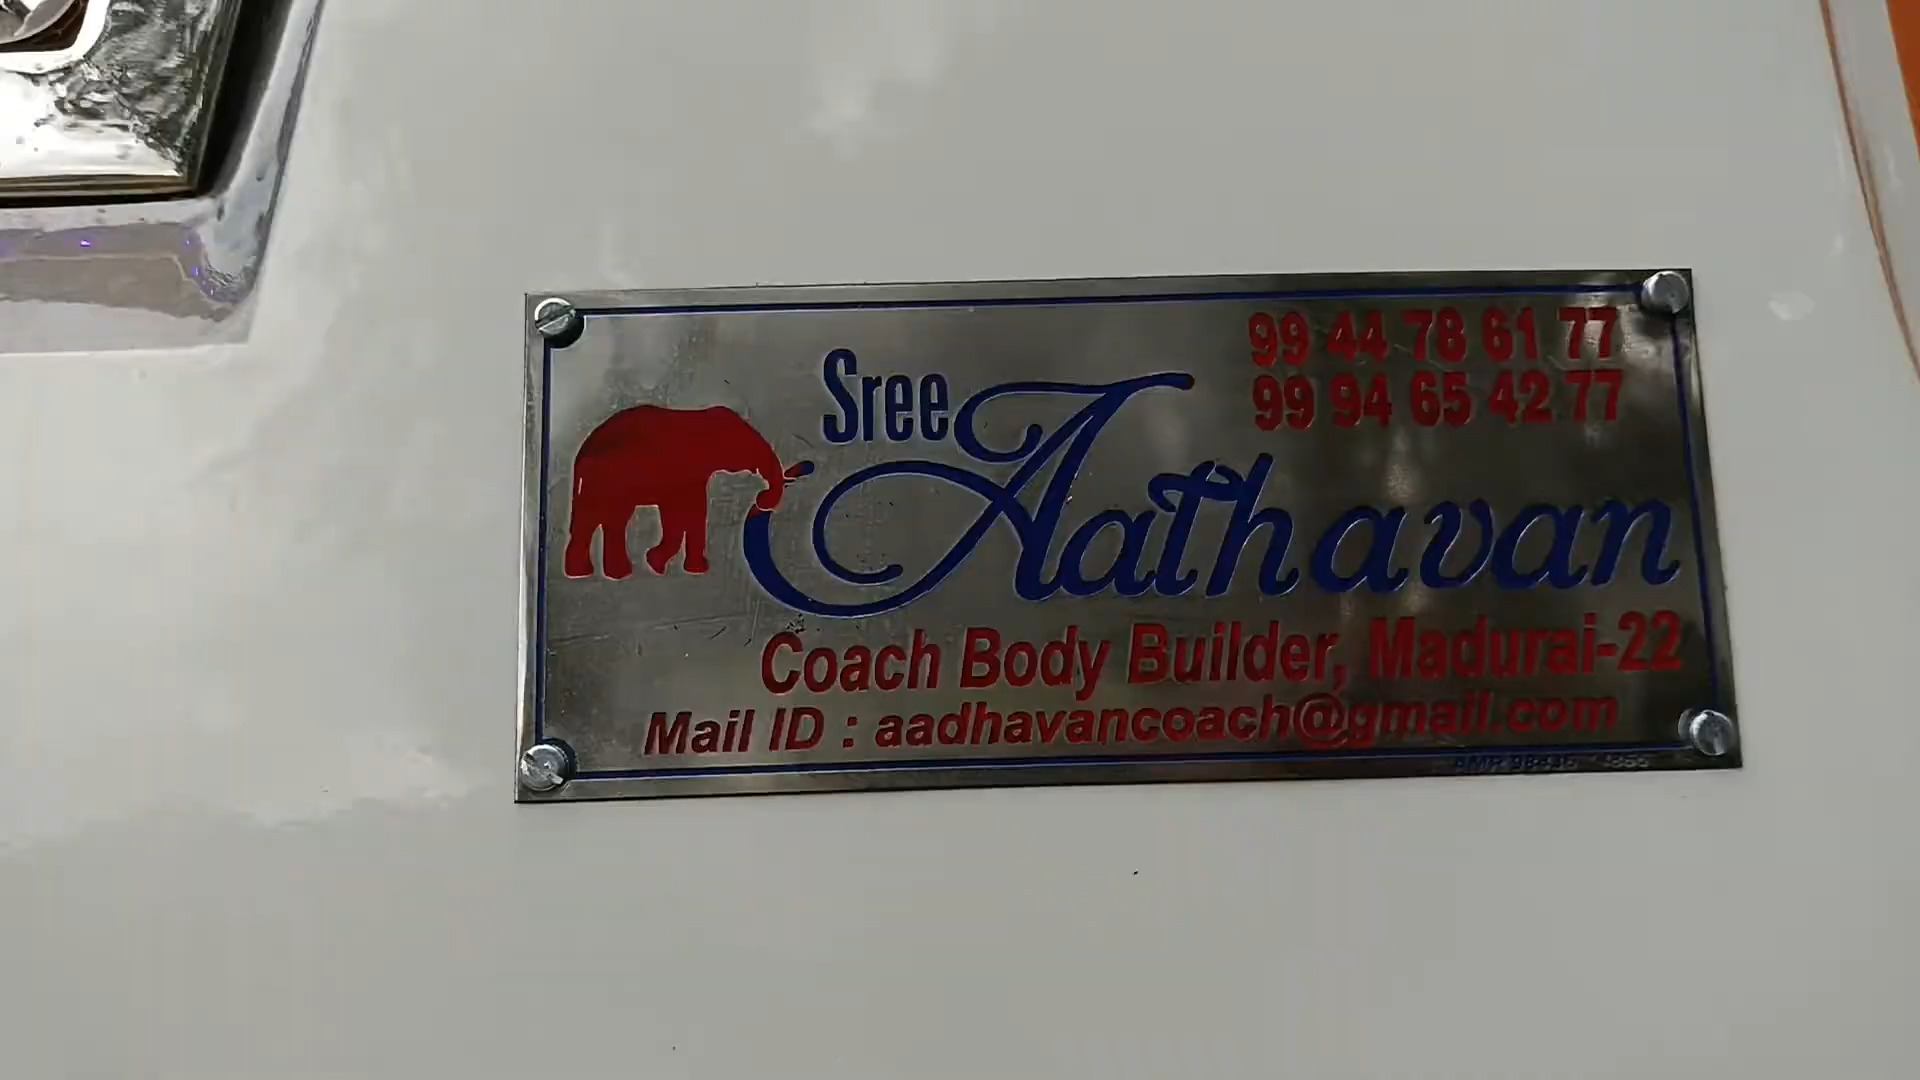 99 44 78 61 77
99 94 65 42 77
Sree
Aathavan
Coach Body Builder, Madurai-22
Mail ID : aadhavancoach@gmail.com